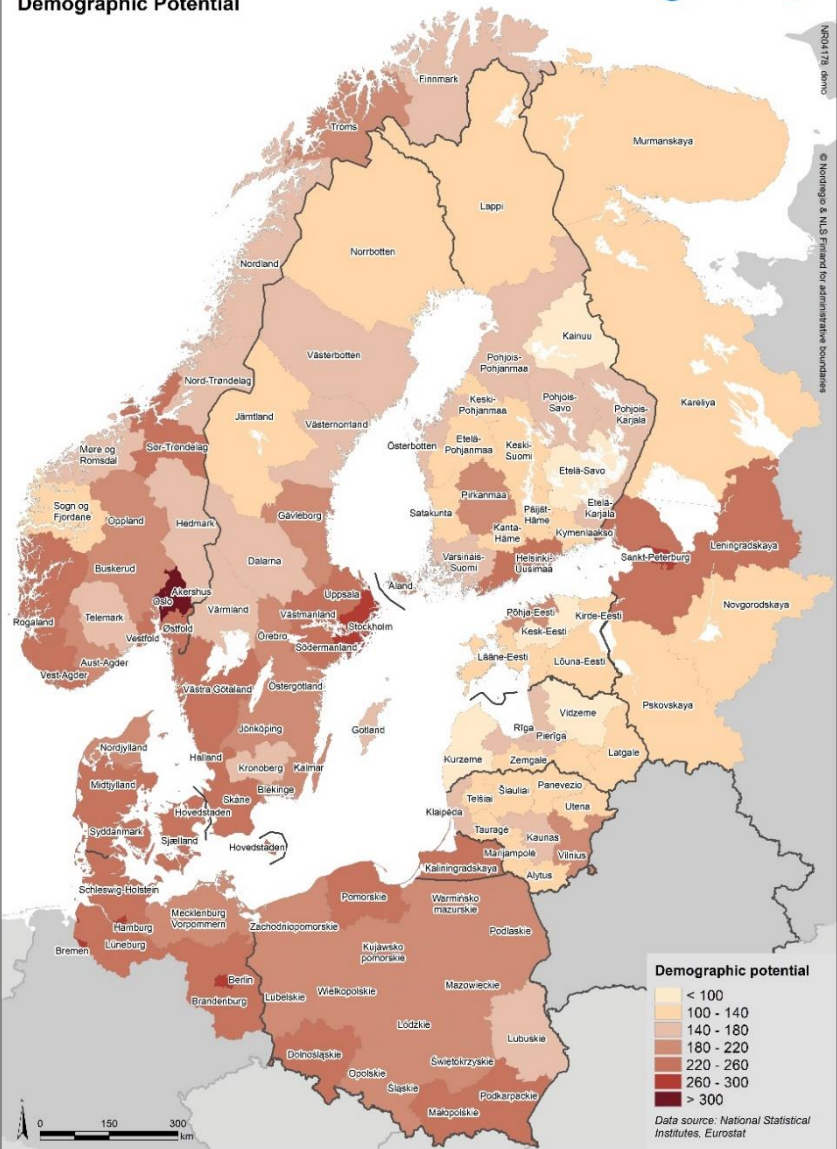 Demographic Potential
NR04178_demo
© Nordregio & NLS Finland for administrative boundaries
Finnmark
Troms
Murmanskaya
Lappi
Norrbotten
Nordland
Kainuu
Västerbotten
Pohjois-
Pohjanmaa
Nord-Trøndelag
Keski-
Pohjanmaa
Pohjois-
Savo
Pohjois-
Karjala
Kareliya
Jämtland
Västernorrland
Österbotten
Etelä-
Pohjanmaa
Keski-
Suomi
Møre og
Romsdal
Sør-Trøndelag
Etelä-Savo
Sogn og
Fjordane
Oppland
Hedmark
Gävleborg
Satakunta
Pirkanmaa
Päijät-
Häme
Etelä-
Karjala
Kanta-
Häme
Kymenlaakso
Leningradskaya
Sankt-Peterburg
Buskerud
Dalarna
Varsinais-
Suomi
Helsinki-
Uusimaa
Åland
Akershus
Oslo
Uppsala
Novgorodskaya
Rogaland
Telemark
Østfold
Värmland
Västmanland
Stockholm
Põhja-Eesti
Kirde-Eesti
Kesk-Eesti
Vestfold
Örebro
Södermanland
Lääne-Eesti
Lõuna-Eesti
Aust-Agder
Vest-Agder
Västra Götaland
Östergötland
Pskovskaya
Jönköping
Gotland
Vidzeme
Rīga
Pierīga
Nordjylland
Halland
Kronoberg
Kalmar
Kurzeme
Zemgale
Latgale
Midtjylland
Blekinge
Skåne
Panevezio
Šiauliai
Telšiai
Utena
Hovedstaden
Klaipėda
Syddanmark
Sjælland
Tauragė
Kaunas
Hovedstaden
Marijampolė
Vilnius
Kaliningradskaya
Alytus
Schleswig-Holstein
Pomorskie
Warmińsko
mazurskie
Mecklenburg
Vorpommern
Zachodniopomorskie
Podlaskie
Hamburg
Bremen
Lüneburg
Kujawsko
pomorskie
Berlin
Brandenburg
Lubelskie
Wielkopolskie
Mazowieckie
Łódzkie
Lubuskie
Dolnośląskie
Świętokrzyskie
Opolskie
Śląskie
Podkarpackie
Małopolskie
Demographic potential
< 100
100 - 140
140 - 180
180 - 220
220 - 260
260 - 300
> 300
Data source: National Statistical
Institutes, Eurostat
0 150 300
km